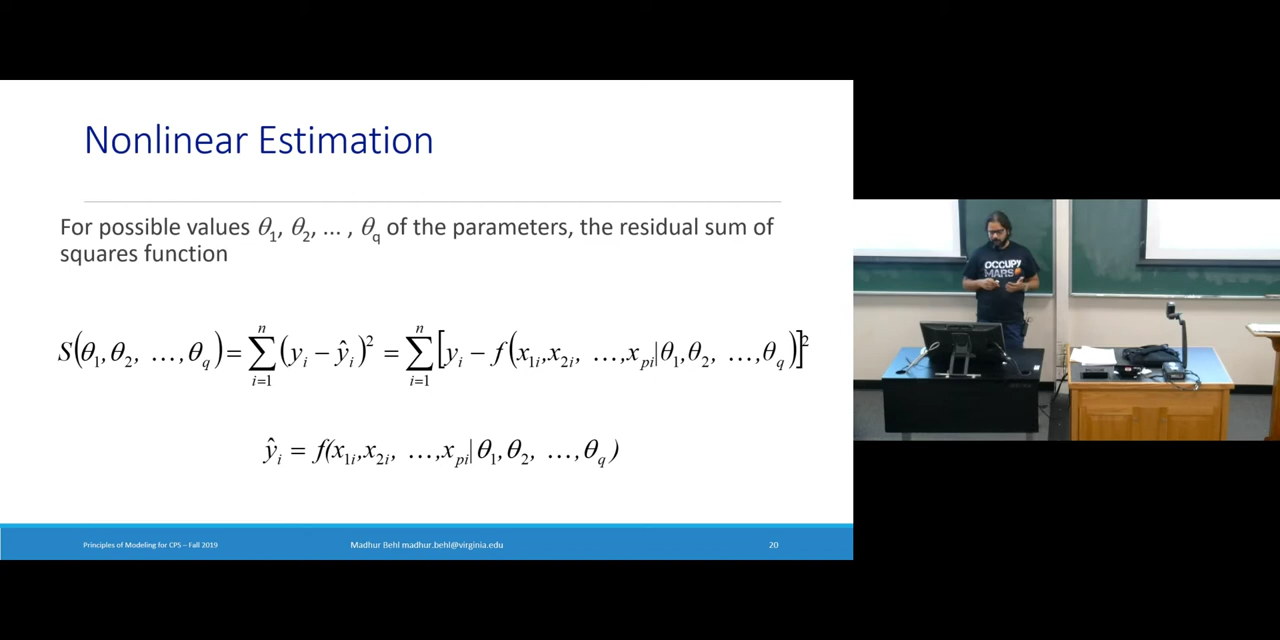 Nonlinear Estimation
For possible values θ1, θ2, ... , θq of the parameters, the residual sum of
squares function
S(θ1,θ2, …,θq) = ∑_{i=1}^{n} (yi − ŷi)² = ∑_{i=1}^{n} [yi − f(x1i,x2i, …,xpi|θ1,θ2, …,θq)]²
ŷi = f(x1i,x2i, …,xpi|θ1,θ2, …,θq )
Principles of Modeling for CPS – Fall 2019
Madhur Behl madhur.behl@virginia.edu
20
OCCUPY
MARS